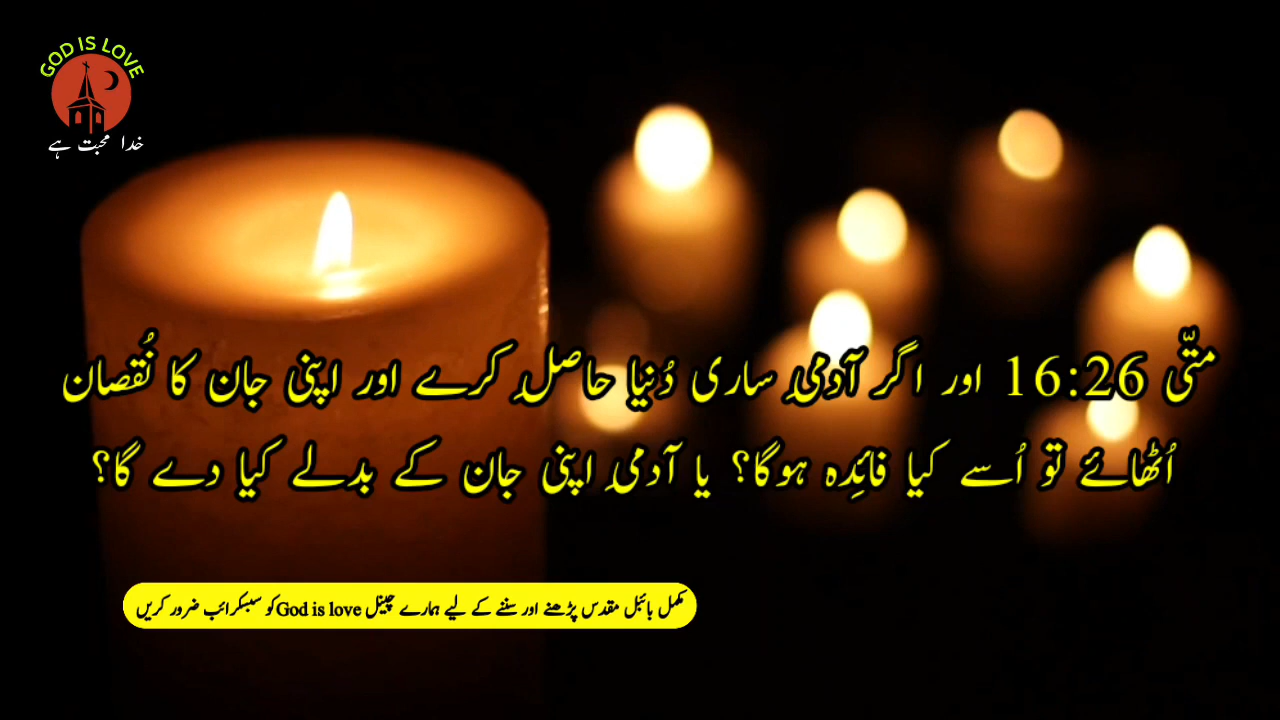 GOD IS LOVE
خدا محبت ہے
متّی 16:26 اور اگر آدمی ساری دُنیا حاصل کرے اور اپنی جان کا نُقصان
اُٹھائے تو اُسے کیا فائِدہ ہوگا؟ یا آدمی اپنی جان کے بدلے کیا دے گا؟
مکمل بائبل مقدس پڑھنے اور سننے کے لیے ہمارے چینل God is love کو سبسکرائب ضرور کریں